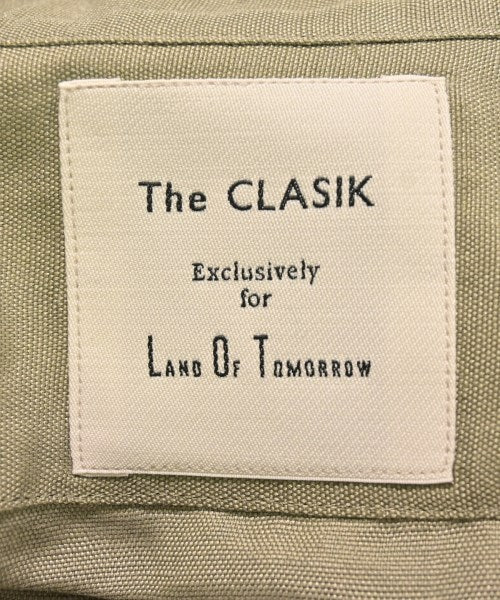 The CLASIK
Exclusively
for
LAND OF TOMORROW